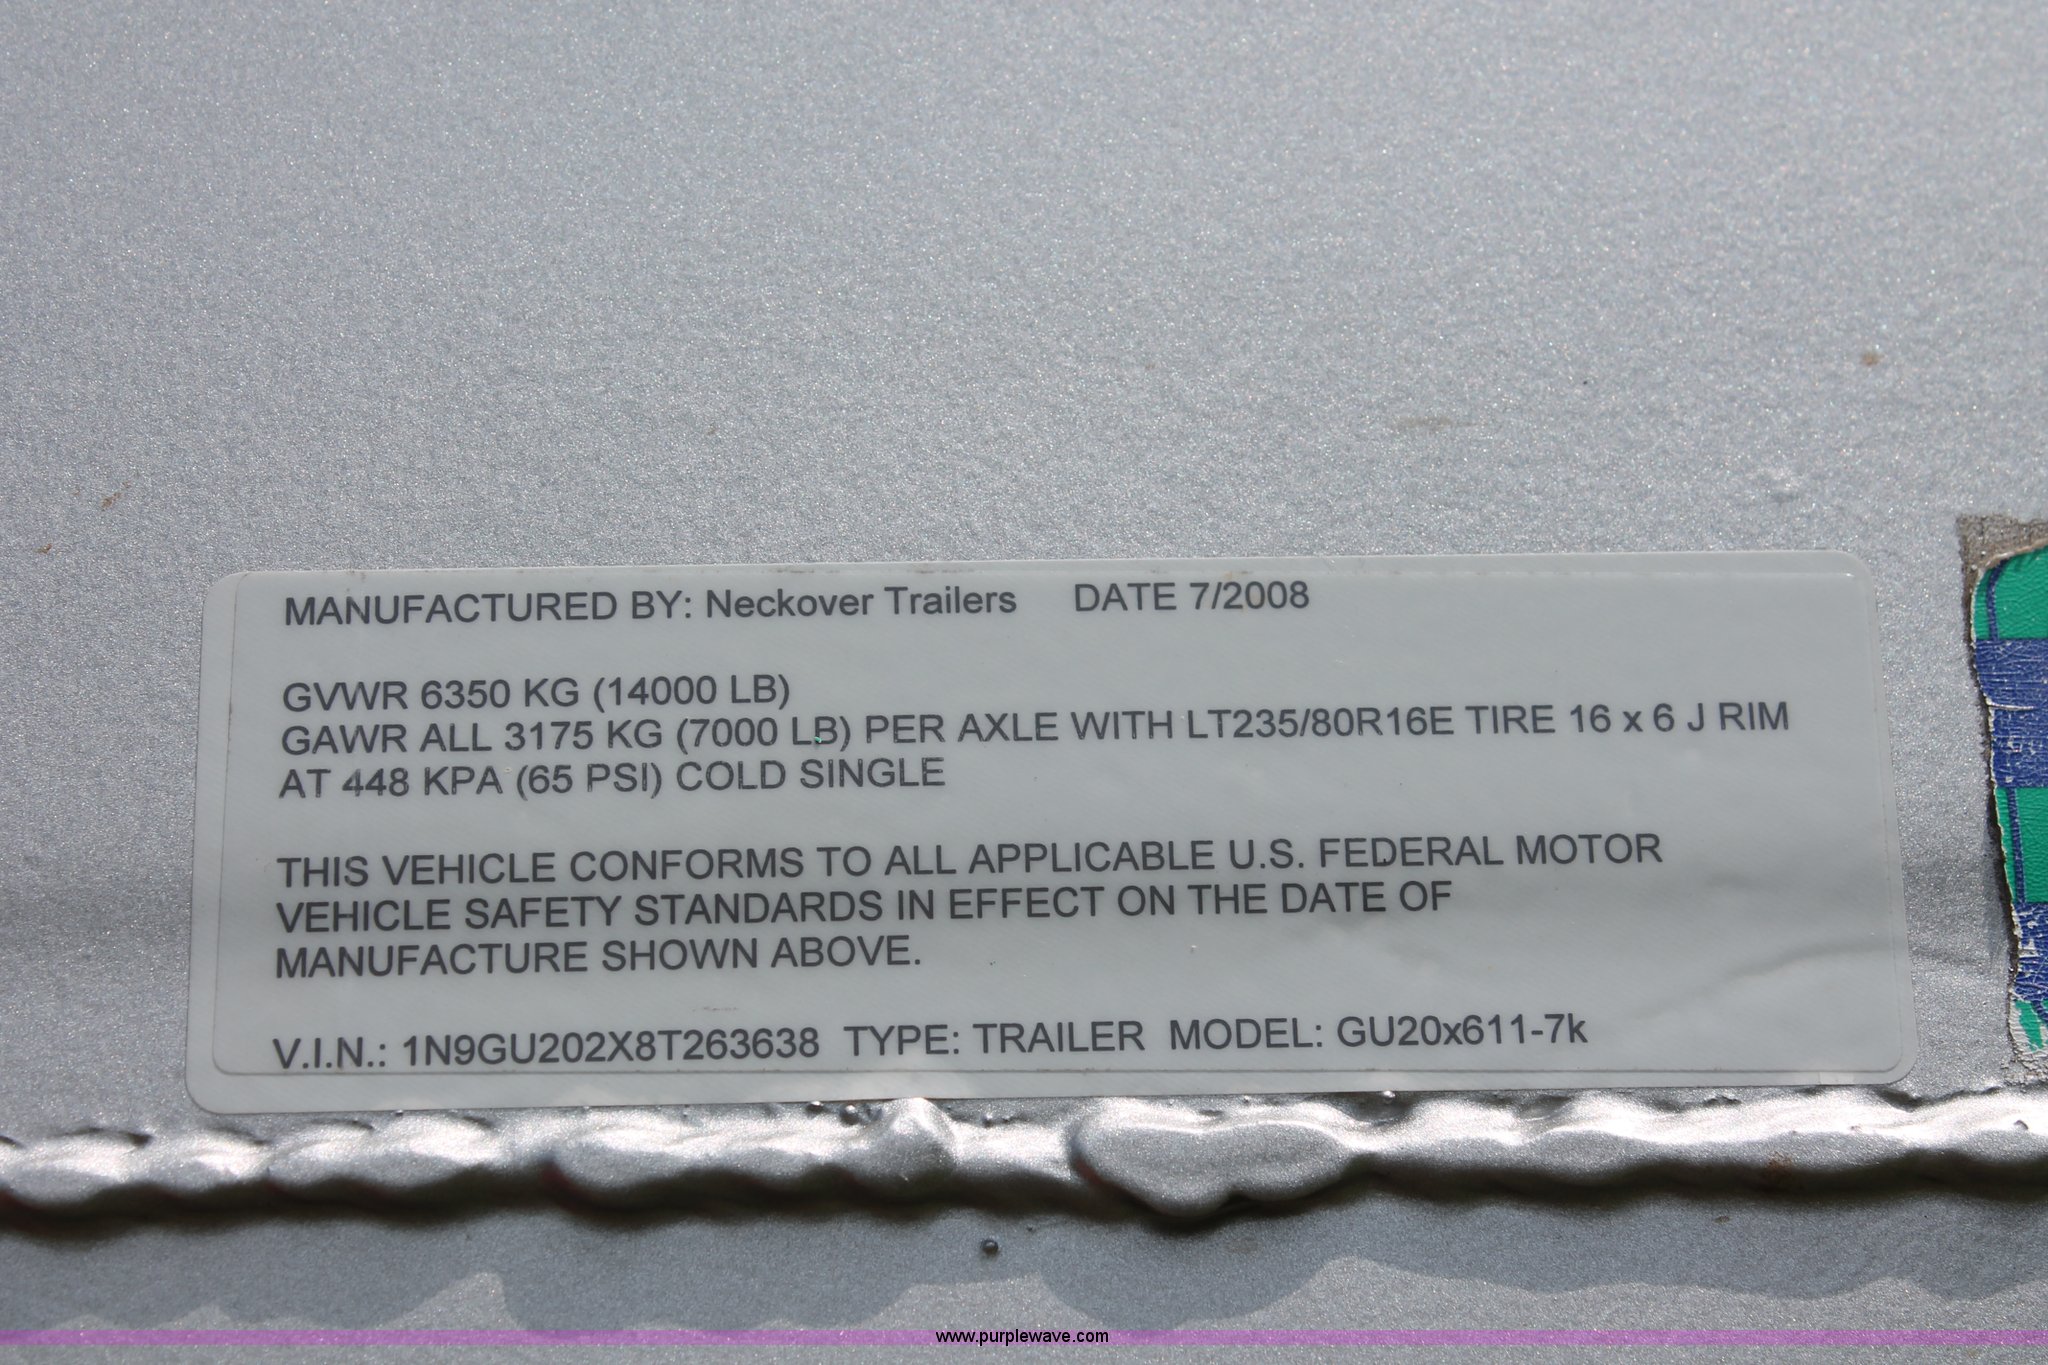 MANUFACTURED BY: Neckover Trailers DATE 7/2008
GVWR 6350 KG (14000 LB)
GAWR ALL 3175 KG (7000 LB) PER AXLE WITH LT235/80R16E TIRE 16 x 6 J RIM
AT 448 KPA (65 PSI) COLD SINGLE
THIS VEHICLE CONFORMS TO ALL APPLICABLE U.S. FEDERAL MOTOR
VEHICLE SAFETY STANDARDS IN EFFECT ON THE DATE OF
MANUFACTURE SHOWN ABOVE.
V.I.N.: 1N9GU202X8T263638 TYPE: TRAILER MODEL: GU20x611-7k
www.purplewave.com